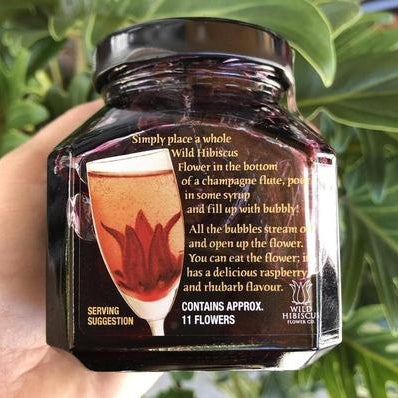 Simply place a whole
Wild Hibiscus
Flower in the bottom
of a champagne flute, pour
in some syrup
and fill up with bubbly!
All the bubbles stream
and open up the flower.
You can eat the flower;
has a delicious raspberry
and rhubarb flavour.
SERVING
SUGGESTION
CONTAINS APPROX.
11 FLOWERS
WILD
HIBISCUS
FLOWER CO.